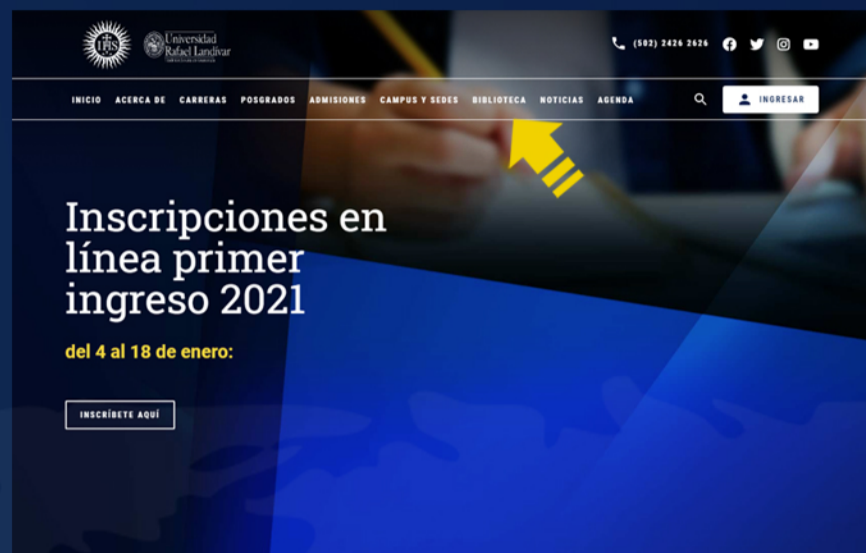 IHS
Universidad
Rafael Landívar
(502) 2426 2626
INICIO ACERCA DE CARRERAS POSGRADOS ADMISIONES CAMPUS Y SEDES BIBLIOTECA NOTICIAS AGENDA INGRESAR
Inscripciones en
línea primer
ingreso 2021
del 4 al 18 de enero:
INSCRÍBETE AQUÍ